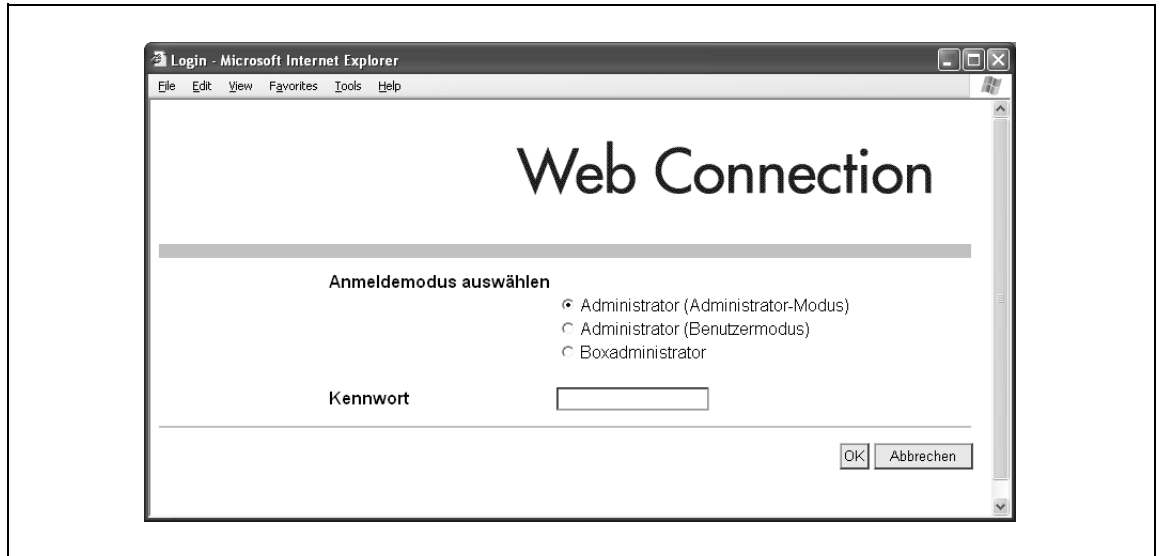 Login - Microsoft Internet Explorer
File Edit View Favorites Tools Help
Web Connection
Anmeldemodus auswählen
Administrator (Administrator-Modus)
Administrator (Benutzermodus)
Boxadministrator
Kennwort
OK Abbrechen